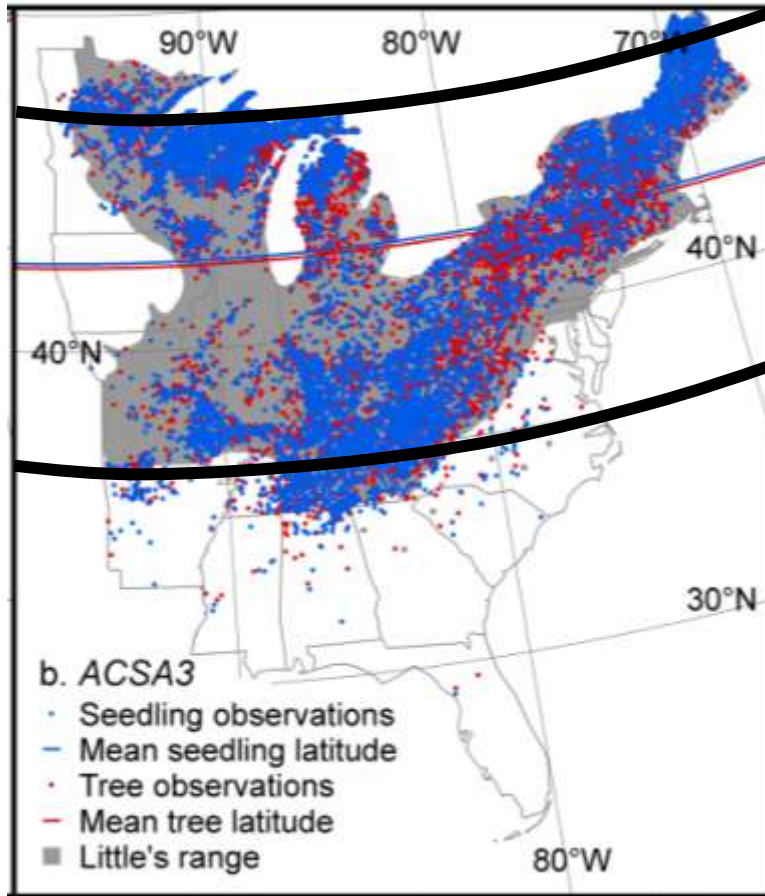 90°W
80°W
70°W
40°N
40°N
30°N
b. ACSA3
Seedling observations
Mean seedling latitude
Tree observations
Mean tree latitude
Little's range
80°W